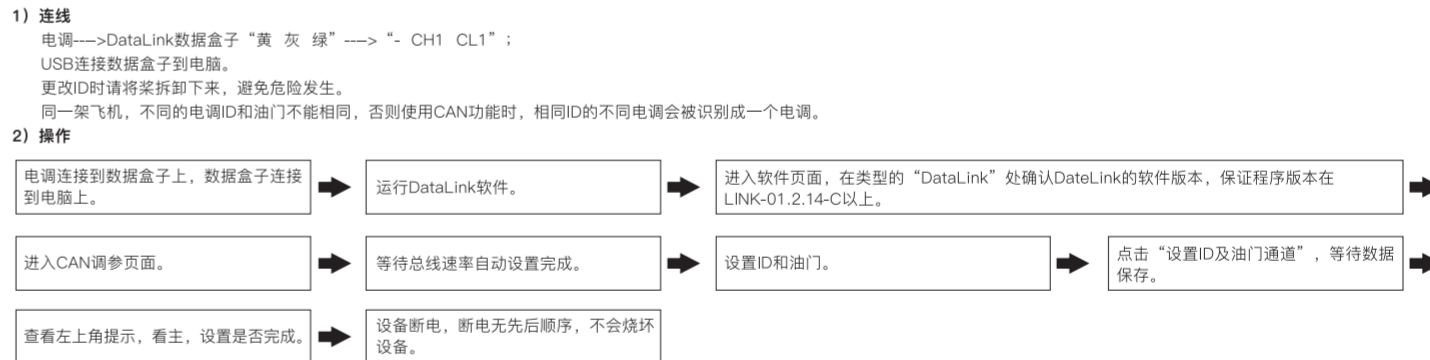 1）连线
电调---->DataLink数据盒子“黄 灰 绿”---->“- CH1 CL1”；
USB连接数据盒子到电脑。
更改ID时请将桨拆卸下来，避免危险发生。
同一架飞机，不同的电调ID和油门不能相同，否则使用CAN功能时，相同ID的不同电调会被识别成一个电调。
2）操作
电调连接到数据盒子上，数据盒子连接
到电脑上。
运行DataLink软件。
进入软件页面，在类型的“DataLink”处确认DateLink的软件版本，保证程序版本在
LINK-01.2.14-C以上。
进入CAN调参页面。
等待总线速率自动设置完成。
设置ID和油门。
点击“设置ID及油门通道”，等待数据
保存。
查看左上角提示，看主，设置是否完成。
设备断电，断电无先后顺序，不会烧坏
设备。